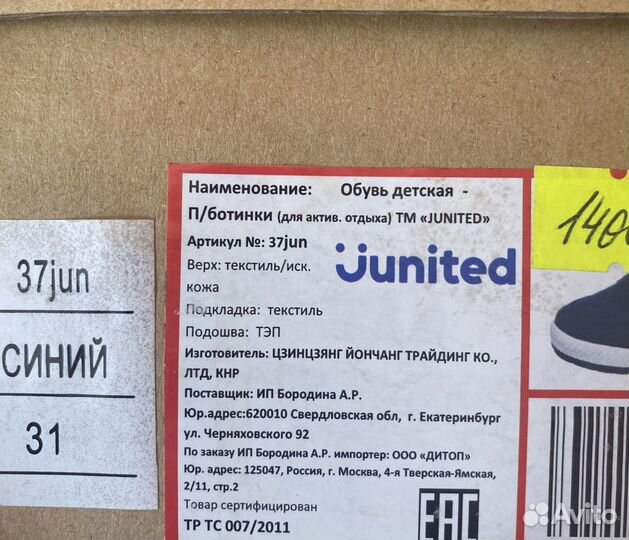 Наименование: Обувь детская -
П/ботинки (для актив. отдыха) ТМ «JUNITED»
Артикул №: 37jun
Верх: текстиль/иск.
кожа
Подкладка: текстиль
Подошва: ТЭП
Изготовитель: ЦЗИНЦЗЯНГ ЙОНЧАНГ ТРАЙДИНГ КО.,
ЛТД, КНР
Поставщик: ИП Бородина А.Р.
Юр.адрес:620010 Свердловская обл, г. Екатеринбург
ул. Черняховского 92
По заказу ИП Бородина А.Р. импортер: ООО «ДИТОП»
Юр. адрес: 125047, Россия, г. Москва, 4-я Тверская-Ямская,
2/11, стр.2
Товар сертифицирован
ТР ТС 007/2011
Junited
EAC
37jun
СИНИЙ
31
Avito